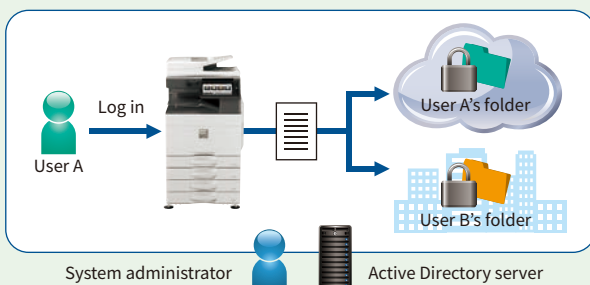 Log in
User A
User A's folder
User B's folder
System administrator
Active Directory server